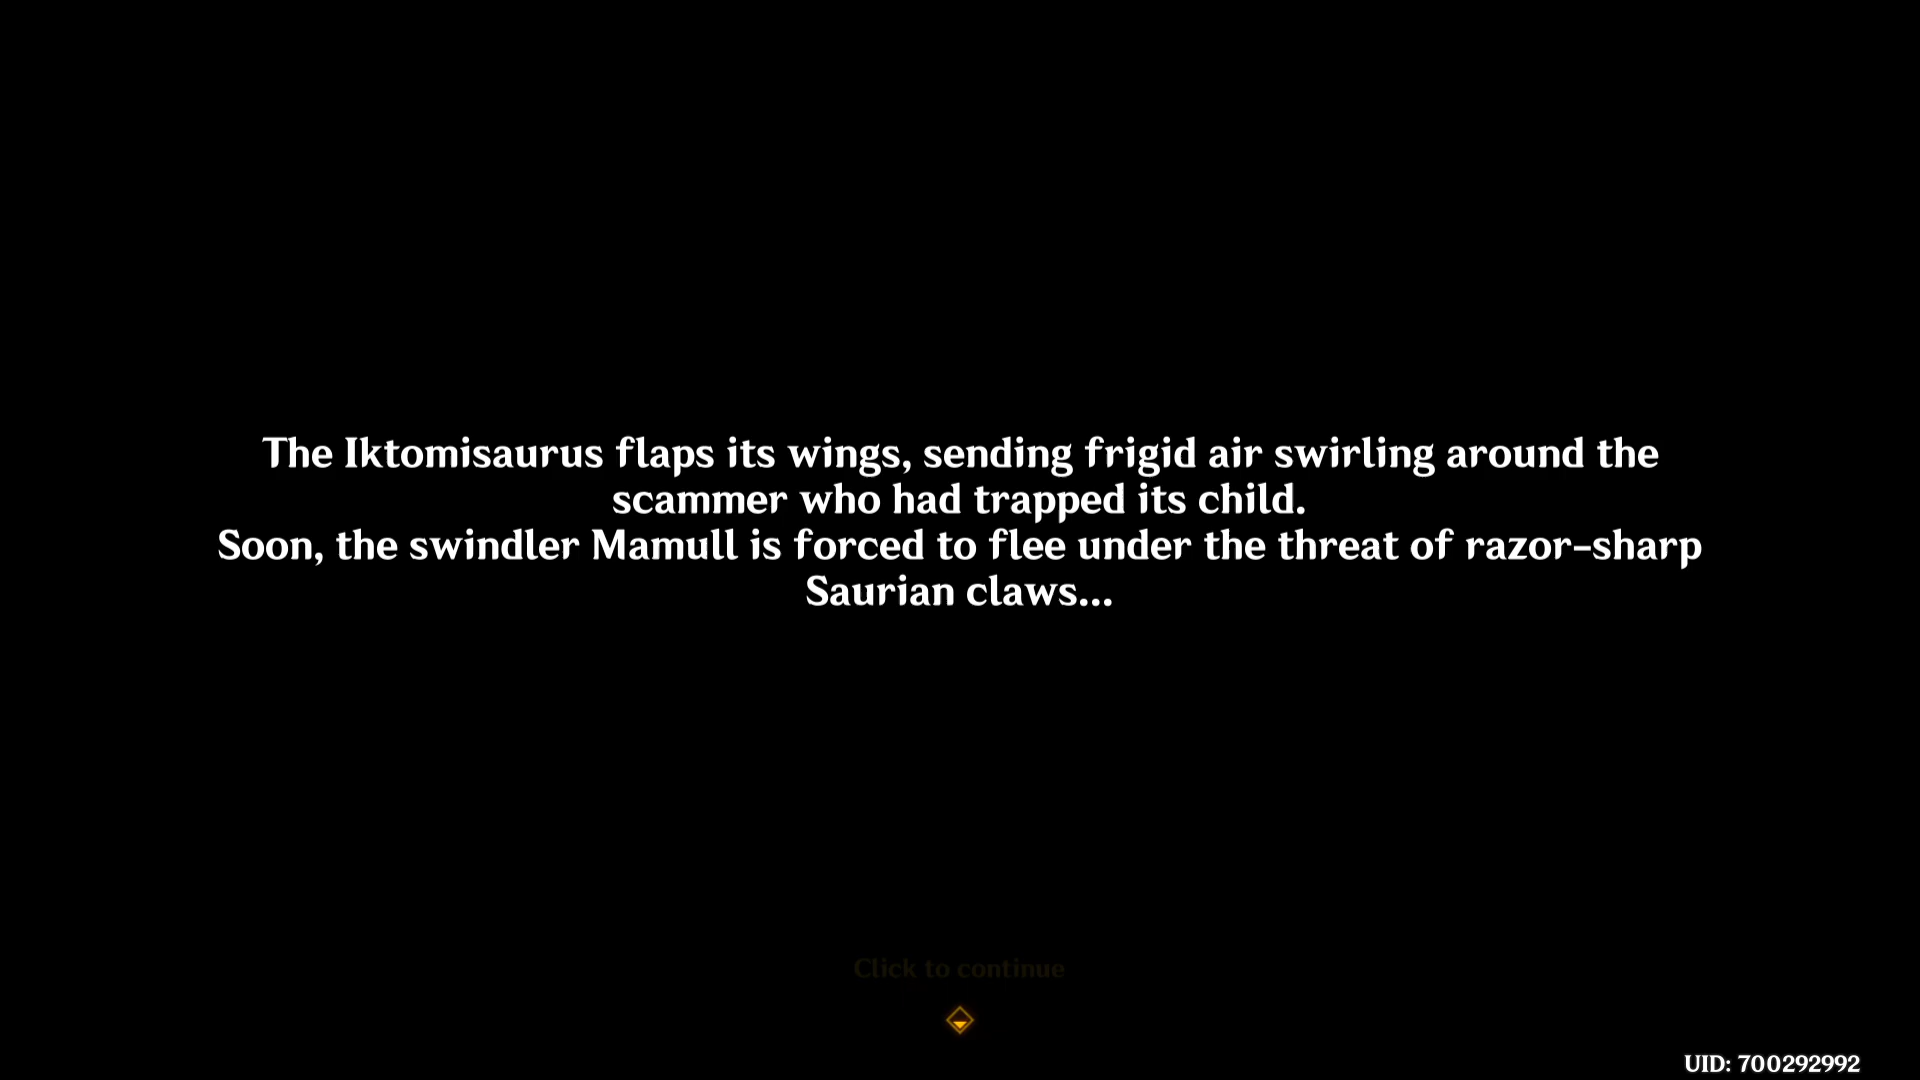 The Iktomisaurus flaps its wings, sending frigid air swirling around the
scammer who had trapped its child.
Soon, the swindler Mamull is forced to flee under the threat of razor-sharp
Saurian claws...
Click to continue
UID: 700292992